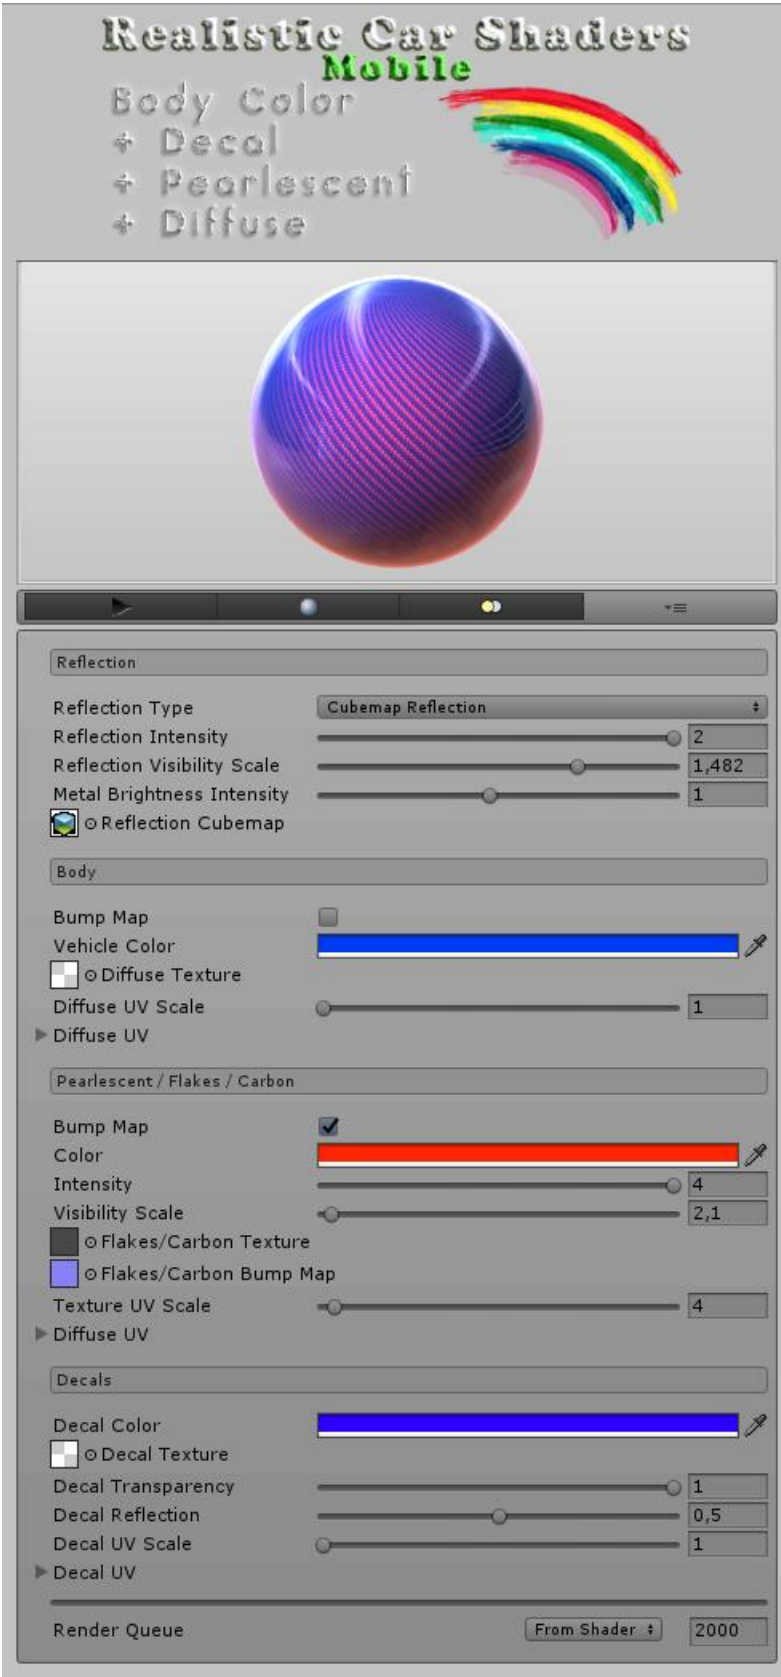 Realistic Car Shaders
Mobile
Body Color
+ Decal
+ Pearlescent
+ Diffuse
Reflection
Reflection Type Cubemap Reflection
Reflection Intensity 2
Reflection Visibility Scale 1,482
Metal Brightness Intensity 1
Reflection Cubemap
Body
Bump Map
Vehicle Color
Diffuse Texture
Diffuse UV Scale 1
Diffuse UV
Pearlescent / Flakes / Carbon
Bump Map
Color
Intensity 4
Visibility Scale 2,1
Flakes/Carbon Texture
Flakes/Carbon Bump Map
Texture UV Scale 4
Diffuse UV
Decals
Decal Color
Decal Texture
Decal Transparency 1
Decal Reflection 0,5
Decal UV Scale 1
Decal UV
Render Queue From Shader 2000